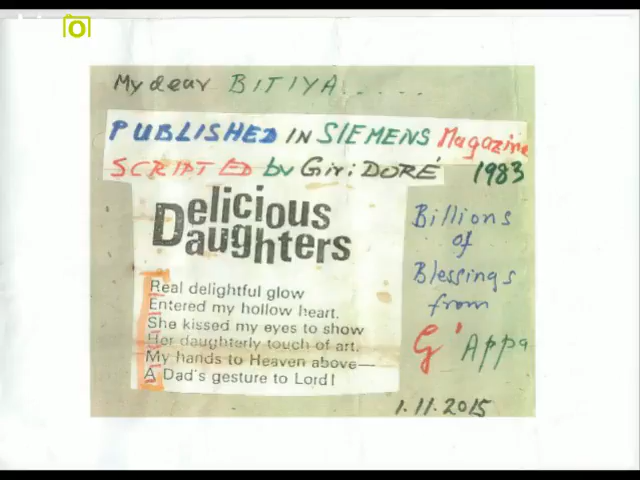 My dear BITIYA.....
PUBLISHED IN SIEMENS Magazine
SCRIPTED by Giri DORÉ 1983
Delicious
Daughters
Real delightful glow
Entered my hollow heart.
She kissed my eyes to show
Her daughterly touch of art.
My hands to Heaven above—
A Dad's gesture to Lord!
Billions
of
Blessings
from
G' Appa
1.11.2015